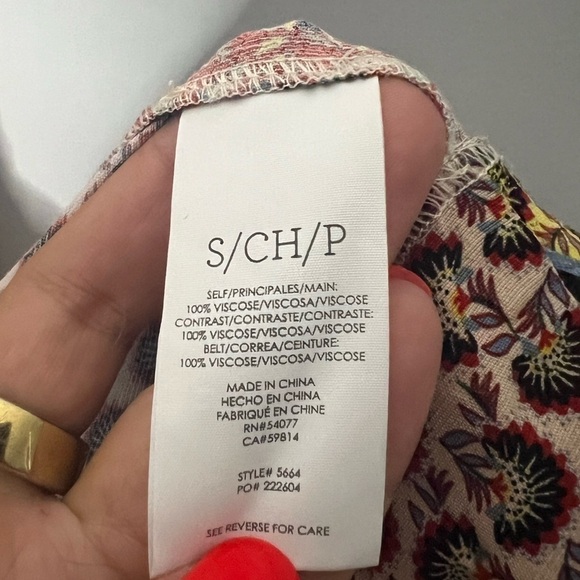 S/CH/P
SELF/PRINCIPALES/MAIN:
100% VISCOSE/VISCOSA/VISCOSE
CONTRAST/CONTRASTE/CONTRASTE:
100% VISCOSE/VISCOSA/VISCOSE
BELT/CORREA/CEINTURE:
100% VISCOSE/VISCOSA/VISCOSE
MADE IN CHINA
HECHO EN CHINA
FABRIQUÉ EN CHINE
RN#54077
CA#59814
STYLE# 5664
PO# 222604
SEE REVERSE FOR CARE